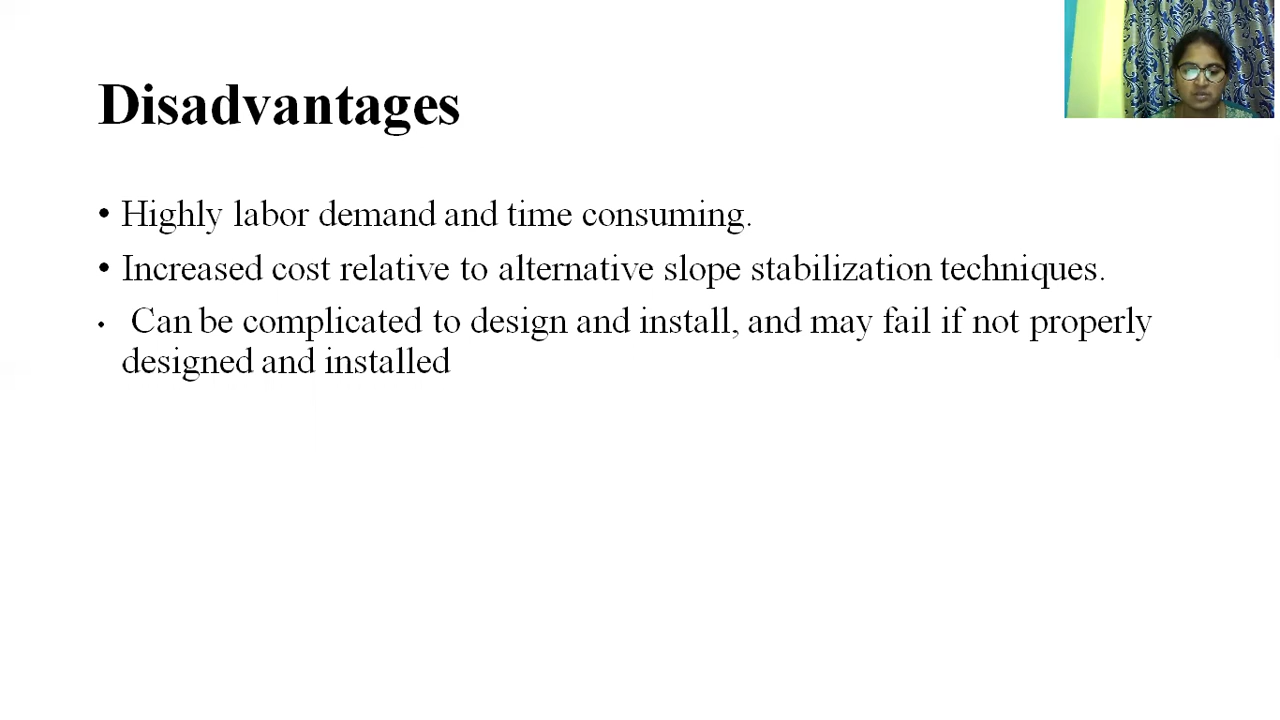 Disadvantages
• Highly labor demand and time consuming.
• Increased cost relative to alternative slope stabilization techniques.
• Can be complicated to design and install, and may fail if not properly
designed and installed